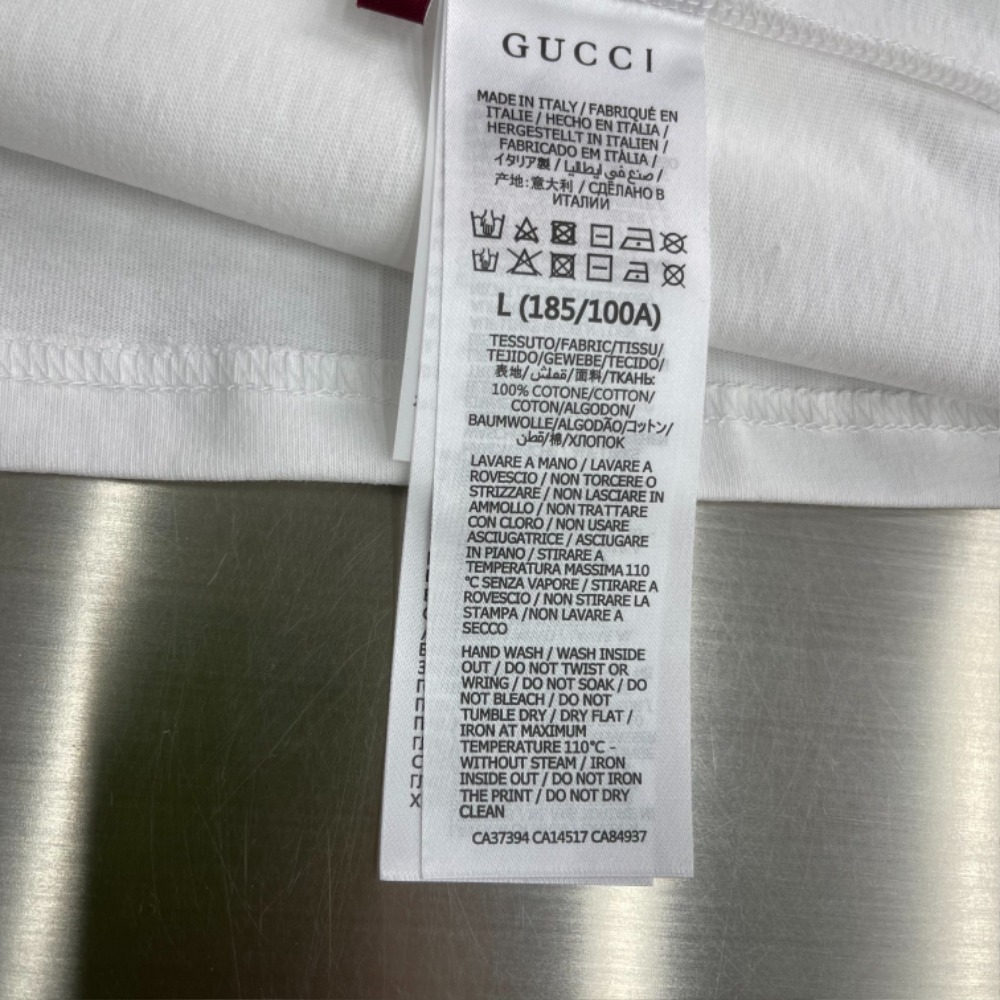 GUCCI
MADE IN ITALY / FABRIQUÉ EN
ITALIE / HECHO EN ITALIA /
HERGESTELLT IN ITALIEN /
FABRICADO EM ITÀLIA /
イタリア製 / صنع في ايطاليا /
产地:意大利 / СДЕЛАНО В
ИТАЛИИ
L (185/100A)
TESSUTO/FABRIC/TISSU/
TEJIDO/GEWEBE/TECIDO/
表地/قملش/面料/ТКАНЬ:
100% COTONE/COTTON/
COTON/ALGODON/
BAUMWOLLE/ALGODÃO/コットン/
قطن/棉/ХЛОПОК
LAVARE A MANO / LAVARE A
ROVESCIO / NON TORCERE O
STRIZZARE / NON LASCIARE IN
AMMOLLO / NON TRATTARE
CON CLORO / NON USARE
ASCIUGATRICE / ASCIUGARE
IN PIANO / STIRARE A
TEMPERATURA MASSIMA 110
°C SENZA VAPORE / STIRARE A
ROVESCIO / NON STIRARE LA
STAMPA /NON LAVARE A
SECCO
HAND WASH / WASH INSIDE
OUT / DO NOT TWIST OR
WRING / DO NOT SOAK / DO
NOT BLEACH / DO NOT
TUMBLE DRY / DRY FLAT /
IRON AT MAXIMUM
TEMPERATURE 110°C -
WITHOUT STEAM / IRON
INSIDE OUT / DO NOT IRON
THE PRINT / DO NOT DRY
CLEAN
CA37394 CA14517 CA84937